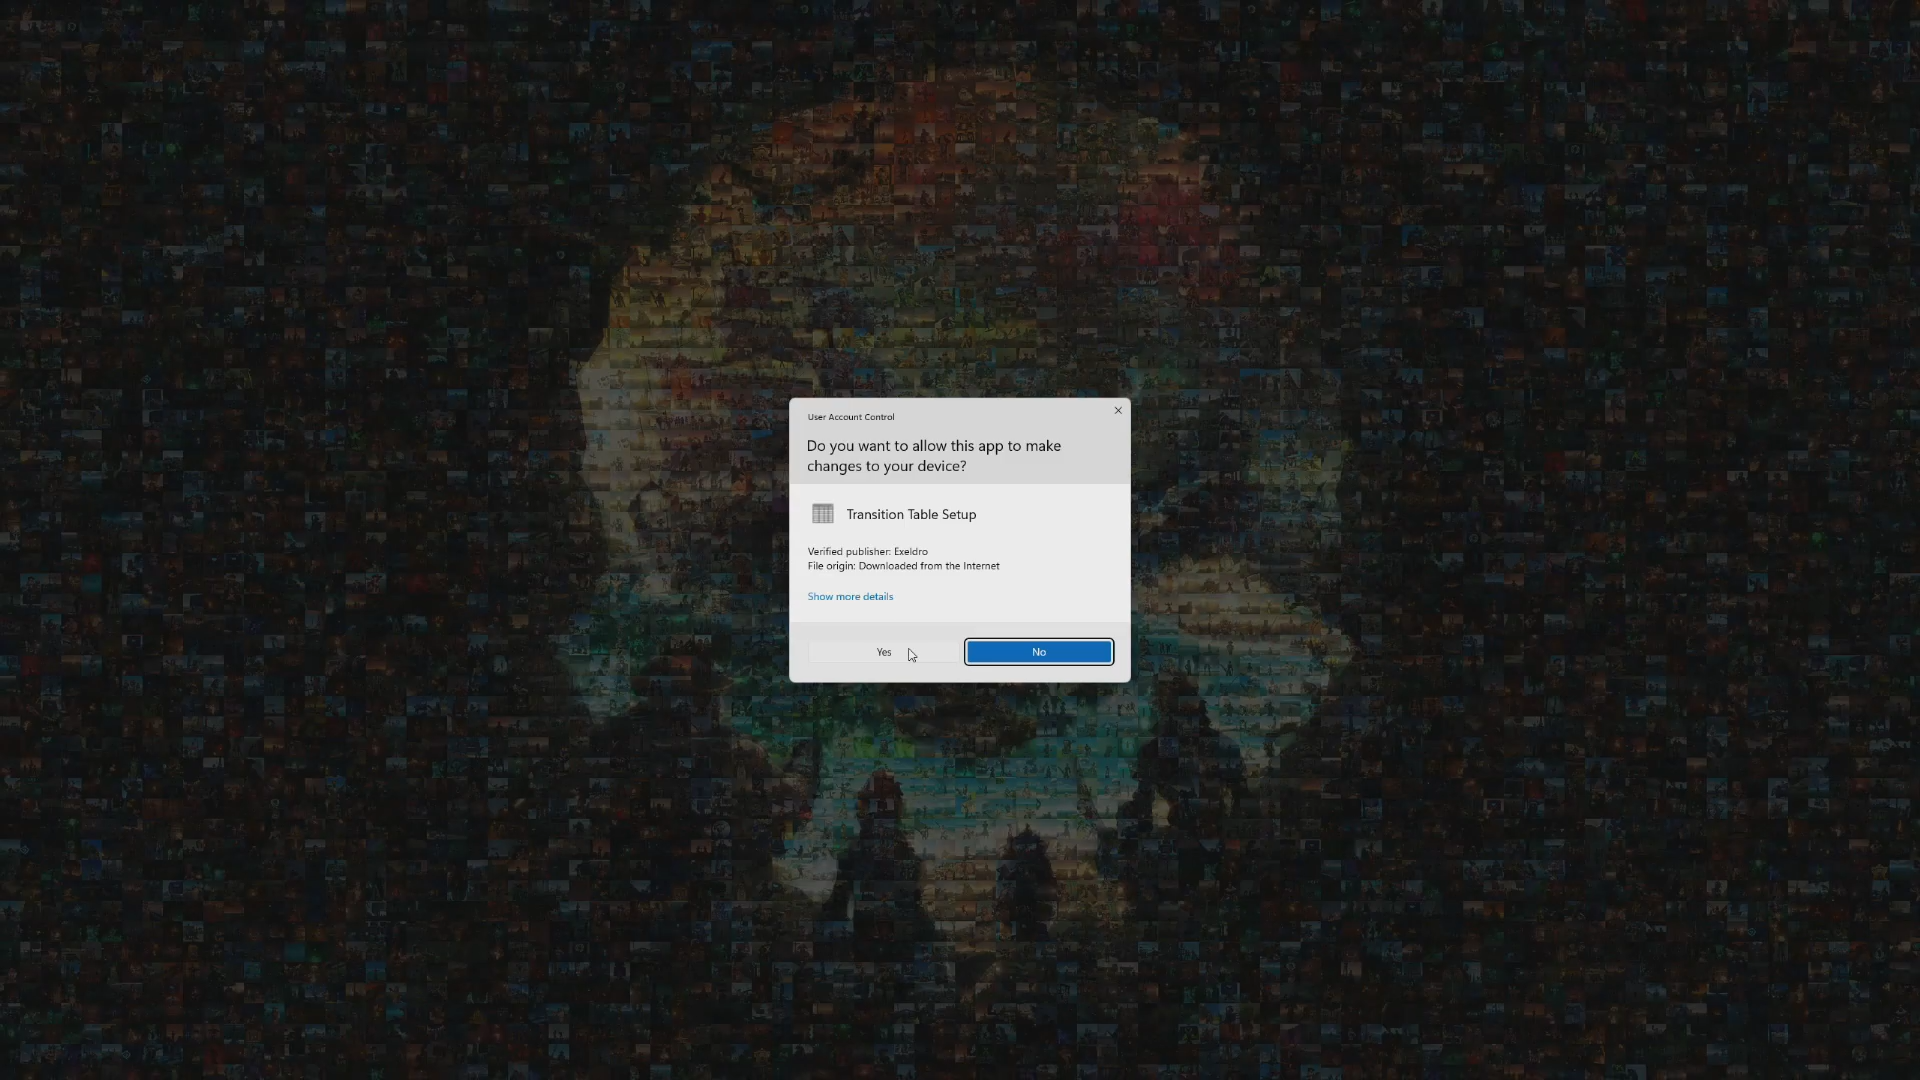 User Account Control
Do you want to allow this app to make
changes to your device?
Transition Table Setup
Verified publisher: Exeldro
File origin: Downloaded from the Internet
Show more details
Yes
No